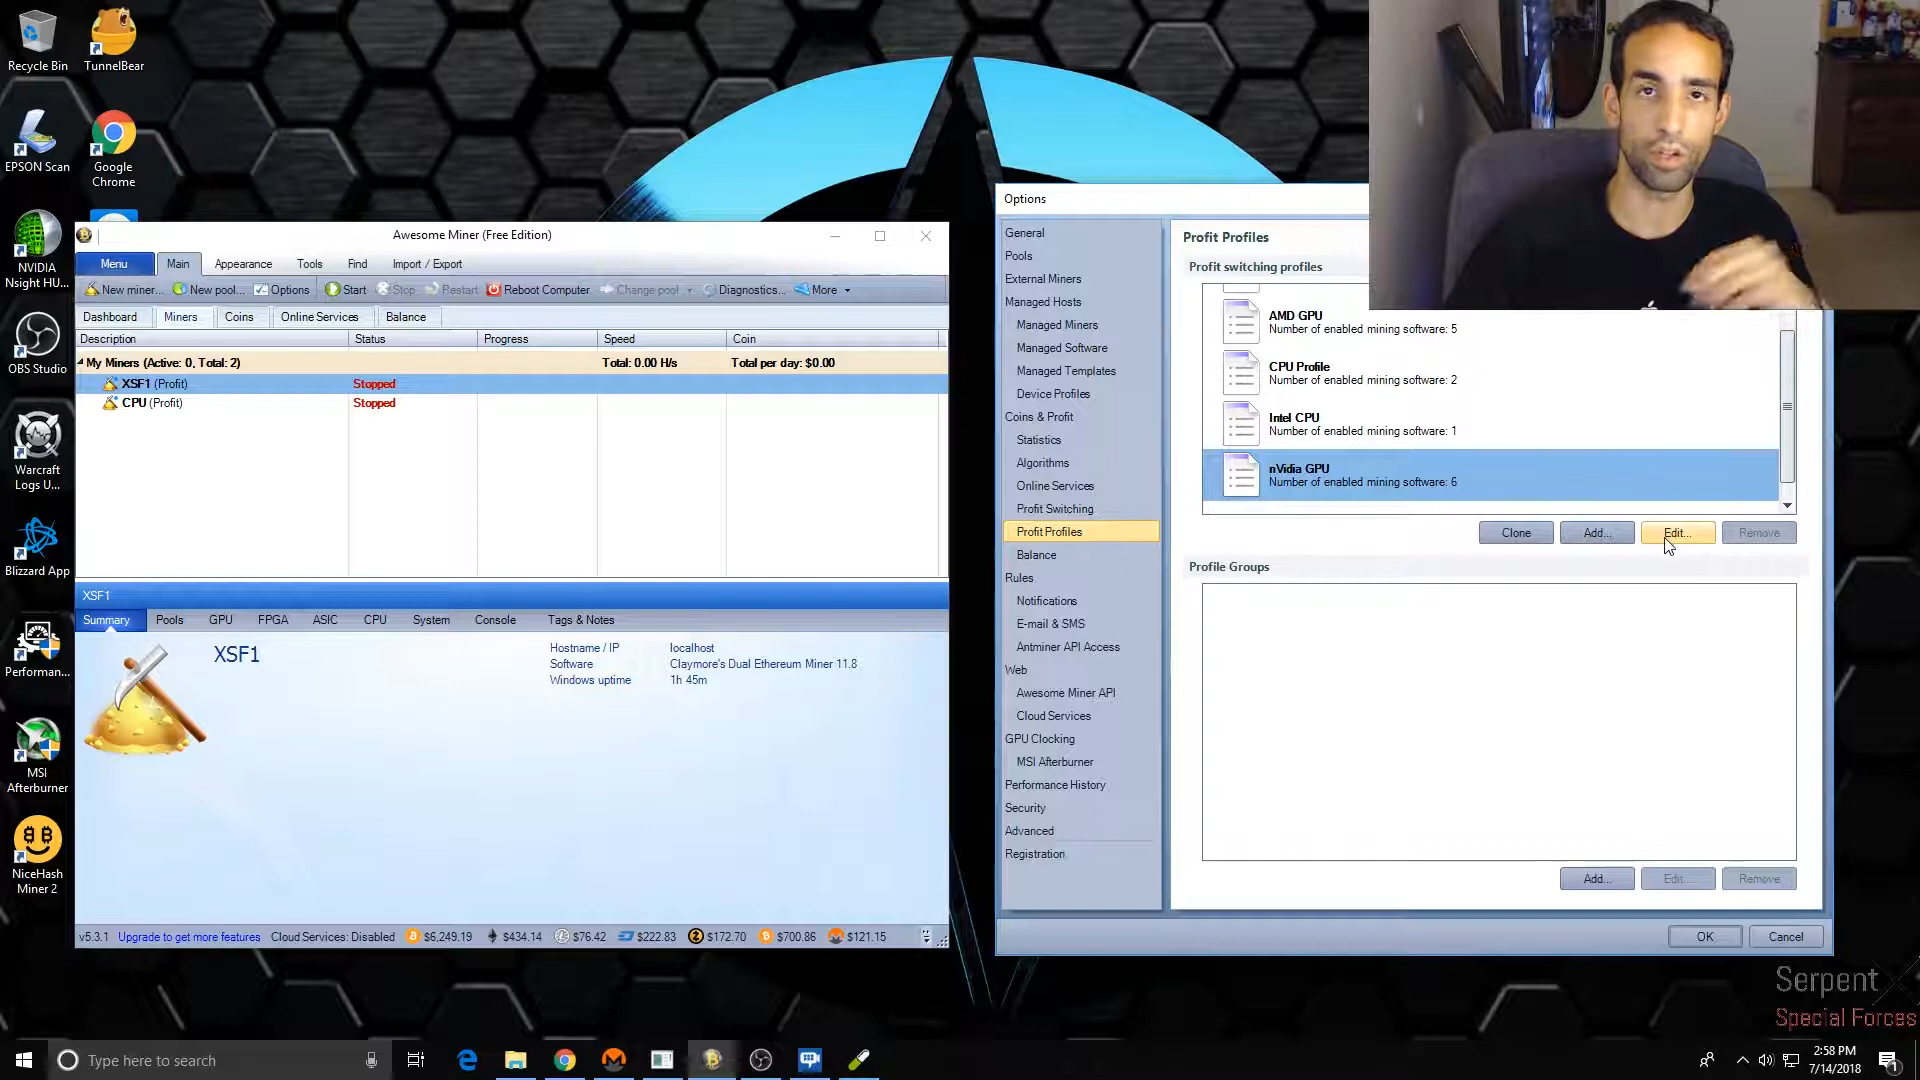 Recycle Bin
TunnelBear
EPSON Scan
Google
Chrome
NVIDIA
Nsight HU...
OBS Studio
Warcraft
Logs U...
Blizzard App
Performan...
MSI
Afterburner
NiceHash
Miner 2
Awesome Miner (Free Edition)
Menu Main Appearance Tools Find Import / Export
New miner... New pool... Options Start Stop Restart Reboot Computer Change pool Diagnostics... More
Dashboard Miners Coins Online Services Balance
Description Status Progress Speed Coin
My Miners (Active: 0, Total: 2) Total: 0.00 H/s Total per day: $0.00
XSF1 (Profit) Stopped
CPU (Profit) Stopped
XSF1
Summary Pools GPU FPGA ASIC CPU System Console Tags & Notes
XSF1
Hostname / IP localhost
Software Claymore's Dual Ethereum Miner 11.8
Windows uptime 1h 45m
v5.3.1 Upgrade to get more features Cloud Services: Disabled $6,249.19 $434.14 $76.42 $222.83 $172.70 $700.86 $121.15
Options
General
Pools
External Miners
Managed Hosts
Managed Miners
Managed Software
Managed Templates
Device Profiles
Coins & Profit
Statistics
Algorithms
Online Services
Profit Switching
Profit Profiles
Balance
Rules
Notifications
E-mail & SMS
Antminer API Access
Web
Awesome Miner API
Cloud Services
GPU Clocking
MSI Afterburner
Performance History
Security
Advanced
Registration
Profit Profiles
Profit switching profiles
AMD GPU
Number of enabled mining software: 5
CPU Profile
Number of enabled mining software: 2
Intel CPU
Number of enabled mining software: 1
nVidia GPU
Number of enabled mining software: 6
Clone Add... Edit... Remove
Profile Groups
Add... Edit... Remove
OK Cancel
Serpent X
Special Forces
Type here to search
2:58 PM
7/14/2018
1